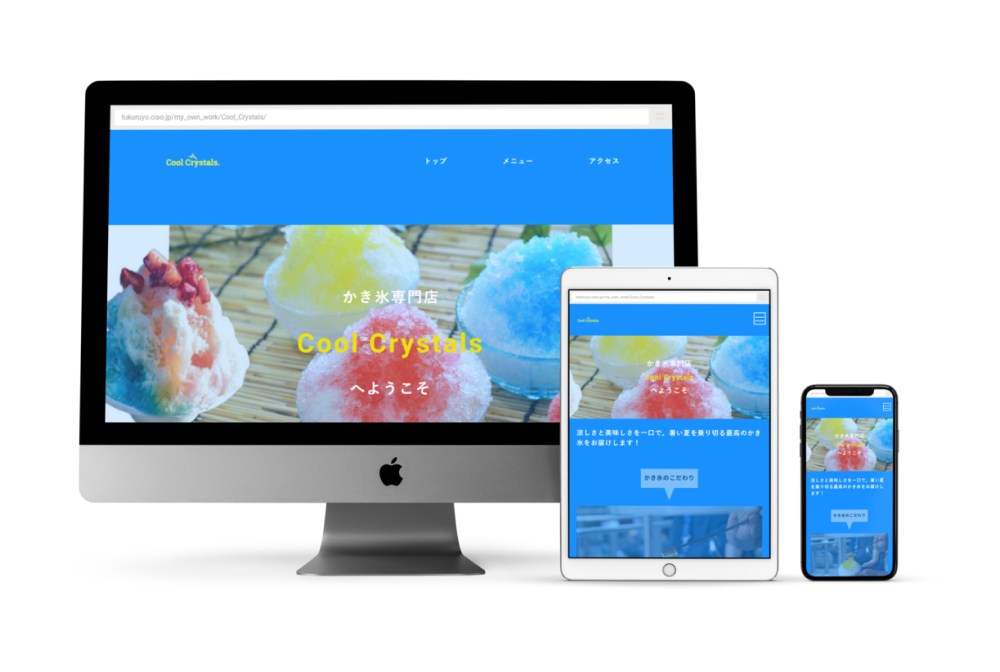 tukuruyo.ciao.jp/my_own_work/Cool_Crystals/
Cool Crystals.
トップ
メニュー
アクセス
かき氷専門店
Cool Crystals
へようこそ
tukuruyo.ciao.jp/my_own_work/Cool_Crystals/
Cool Crystals.
かき氷専門店
Cool Crystals
へようこそ
涼しさと美味しさを一口で。暑い夏を乗り切る最高のかき
氷をお届けします！
かき氷のこだわり
かき氷専門店
へようこそ
涼しさと美味しさを一口で。暑い夏
を乗り切る最高のかき氷をお届けし
ます！
かき氷のこだわり